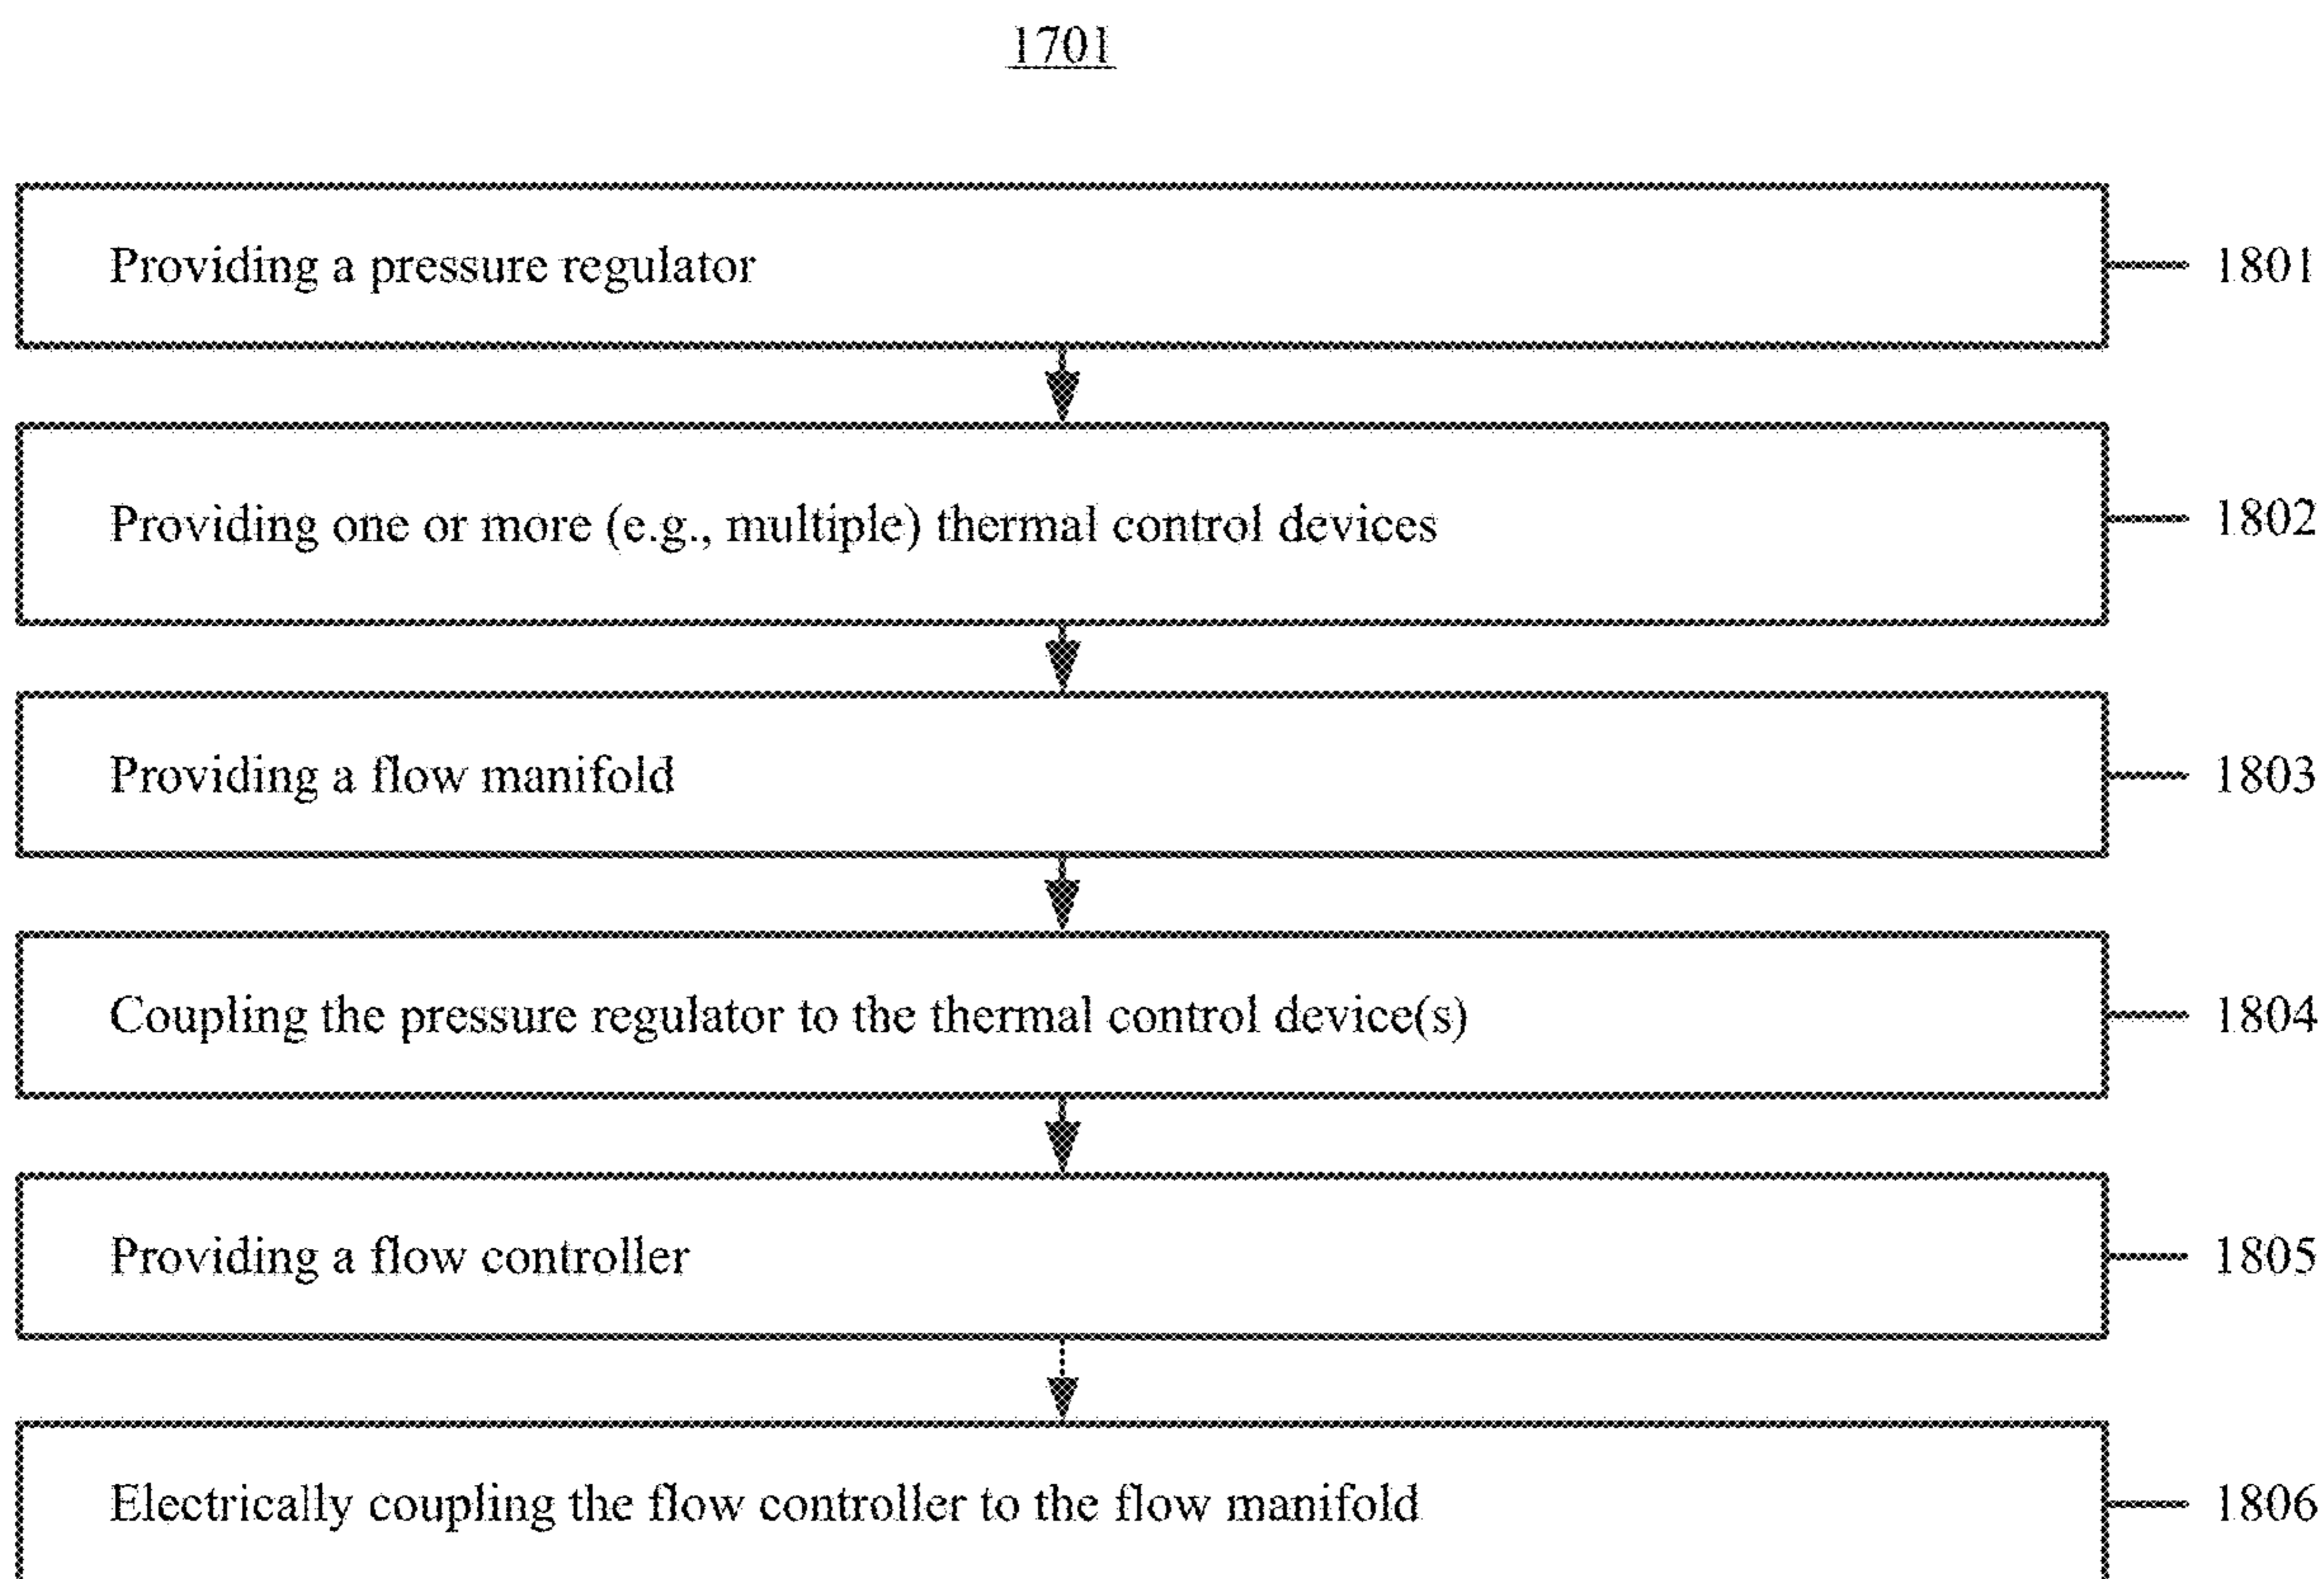 1701
Providing a pressure regulator 1801
Providing one or more (e.g., multiple) thermal control devices 1802
Providing a flow manifold 1803
Coupling the pressure regulator to the thermal control device(s) 1804
Providing a flow controller 1805
Electrically coupling the flow controller to the flow manifold 1806